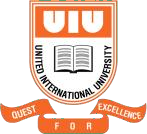 UIU
UNITED INTERNATIONAL UNIVERSITY
QUEST
FOR
EXCELLENCE